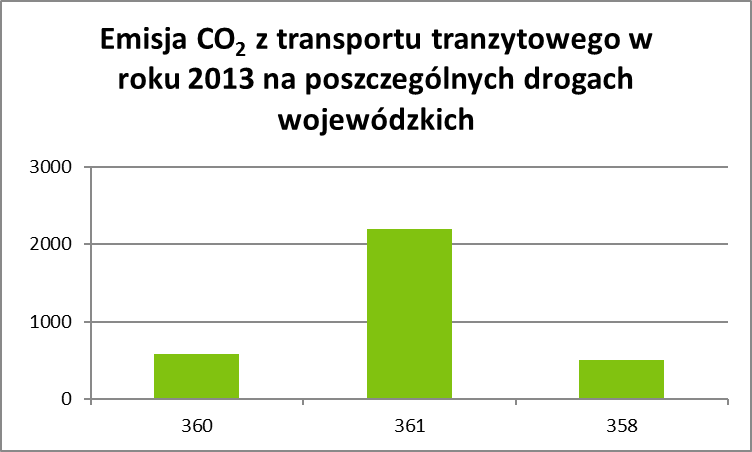 Emisja CO₂ z transportu tranzytowego w
roku 2013 na poszczególnych drogach
wojewódzkich
3000
2000
1000
0
360 361 358